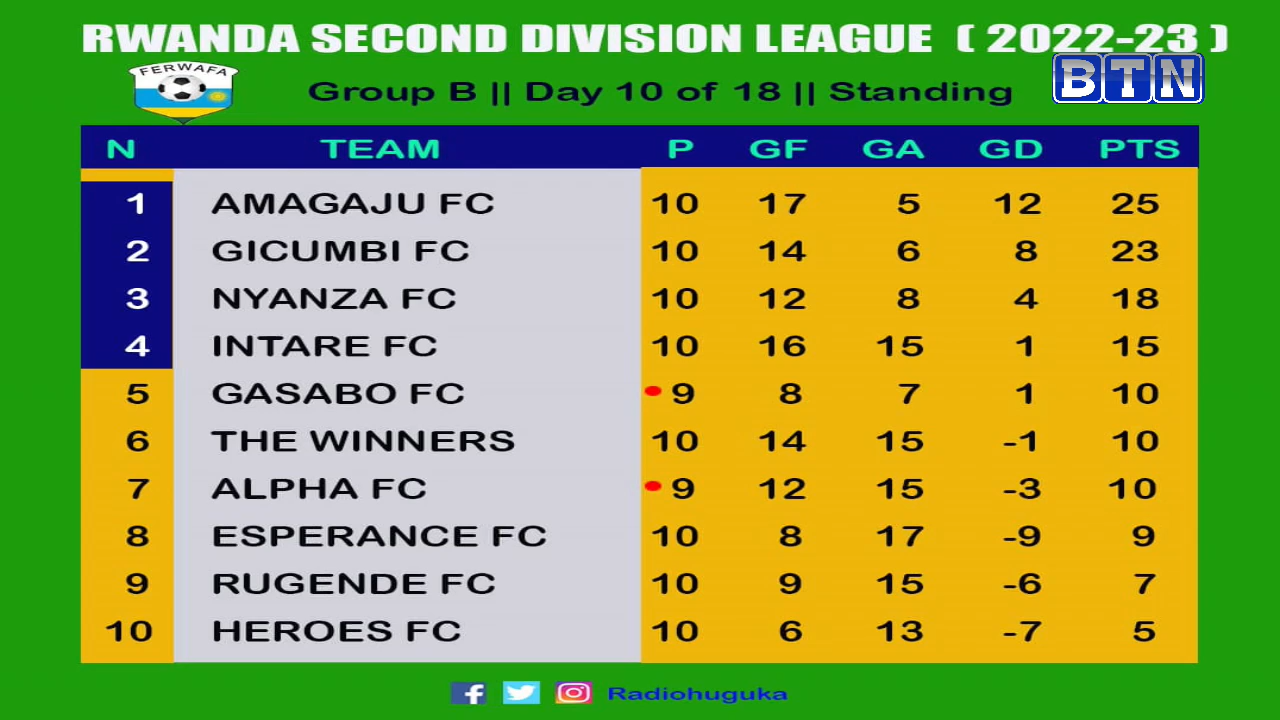 RWANDA SECOND DIVISION LEAGUE ( 2022-23 )
FERWAFA
Group B || Day 10 of 18 || Standing
BTN
N TEAM P GF GA GD PTS
1 AMAGAJU FC 10 17 5 12 25
2 GICUMBI FC 10 14 6 8 23
3 NYANZA FC 10 12 8 4 18
4 INTARE FC 10 16 15 1 15
5 GASABO FC 9 8 7 1 10
6 THE WINNERS 10 14 15 -1 10
7 ALPHA FC 9 12 15 -3 10
8 ESPERANCE FC 10 8 17 -9 9
9 RUGENDE FC 10 9 15 -6 7
10 HEROES FC 10 6 13 -7 5
Radiohuguka